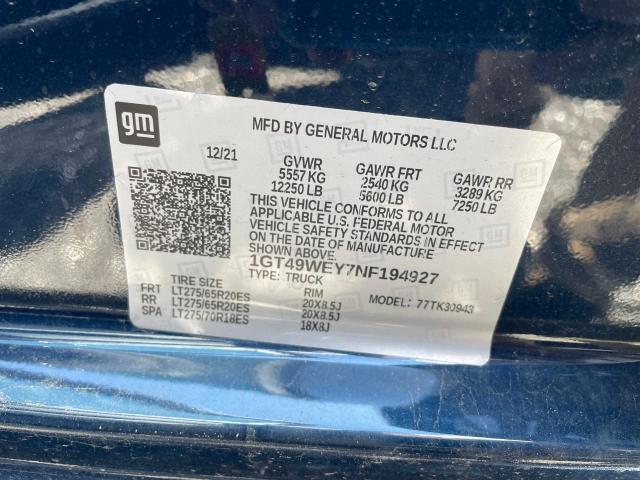 gm
MFD BY GENERAL MOTORS LLC
12/21 GVWR GAWR FRT GAWR RR
5557 KG 2540 KG 3289 KG
12250 LB 5600 LB 7250 LB
THIS VEHICLE CONFORMS TO ALL
APPLICABLE U.S. FEDERAL MOTOR
VEHICLE SAFETY STANDARDS IN EFFECT
ON THE DATE OF MANUFACTURE
SHOWN ABOVE.
1GT49WEY7NF194927
TYPE: TRUCK
TIRE SIZE RIM MODEL: 77TK30943
FRT LT275/65R20ES 20X8.5J
RR LT275/65R20ES 20X8.5J
SPA LT275/70R18ES 18X8J